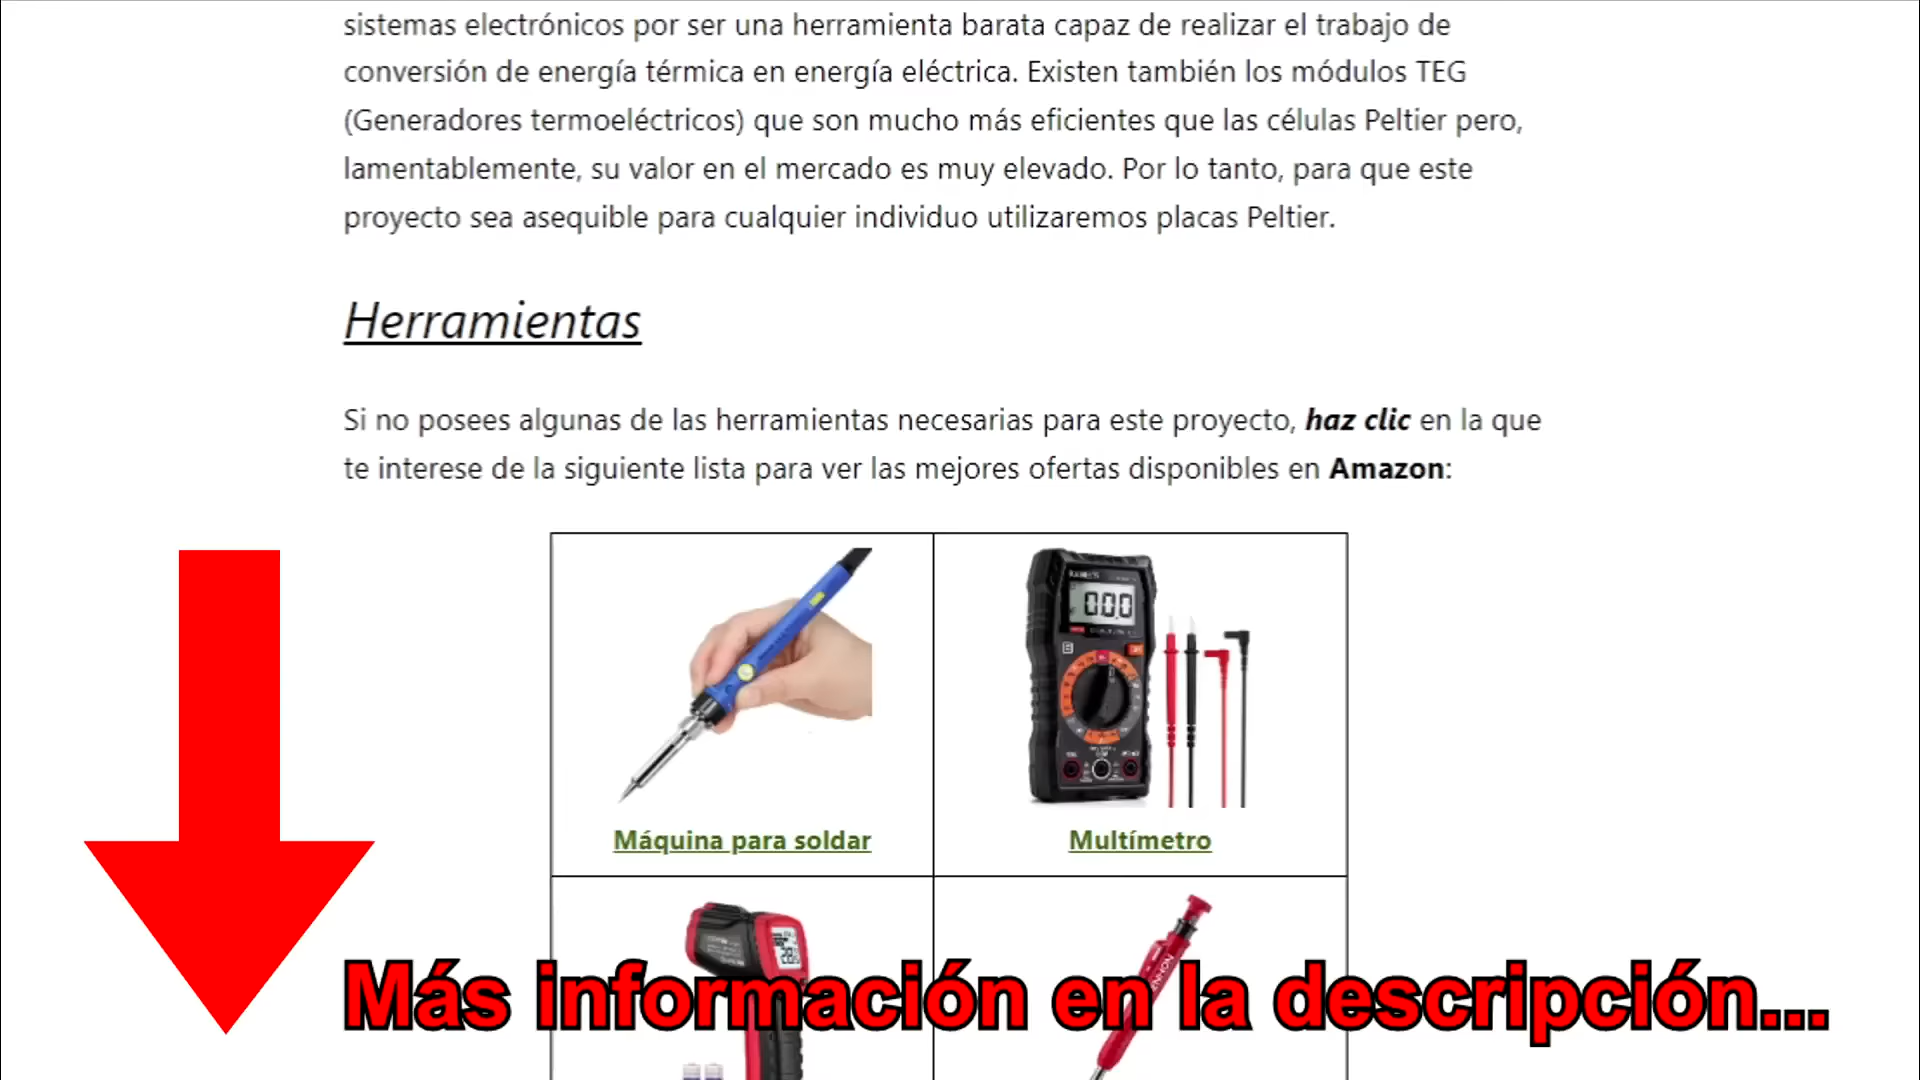 sistemas electrónicos por ser una herramienta barata capaz de realizar el trabajo de
conversión de energía térmica en energía eléctrica. Existen también los módulos TEG
(Generadores termoeléctricos) que son mucho más eficientes que las células Peltier pero,
lamentablemente, su valor en el mercado es muy elevado. Por lo tanto, para que este
proyecto sea asequible para cualquier individuo utilizaremos placas Peltier.
Herramientas
Si no posees algunas de las herramientas necesarias para este proyecto, haz clic en la que
te interese de la siguiente lista para ver las mejores ofertas disponibles en Amazon:
00.0
Máquina para soldar
Multímetro
Más información en la descripción...